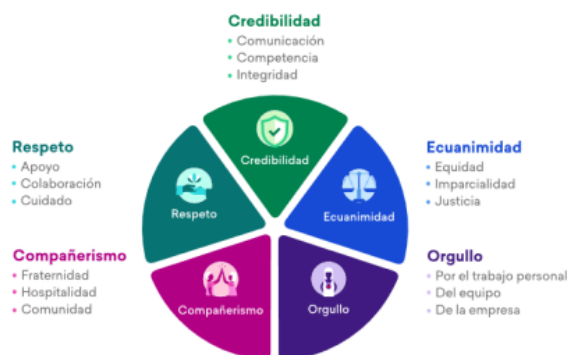 Credibilidad
• Comunicación
• Competencia
• Integridad
Respeto
• Apoyo
• Colaboración
• Cuidado
Credibilidad
Ecuanimidad
• Equidad
• Imparcialidad
• Justicia
Respeto
Ecuanimidad
Compañerismo
• Fraternidad
• Hospitalidad
• Comunidad
Compañerismo
Orgullo
Orgullo
• Por el trabajo personal
• Del equipo
• De la empresa